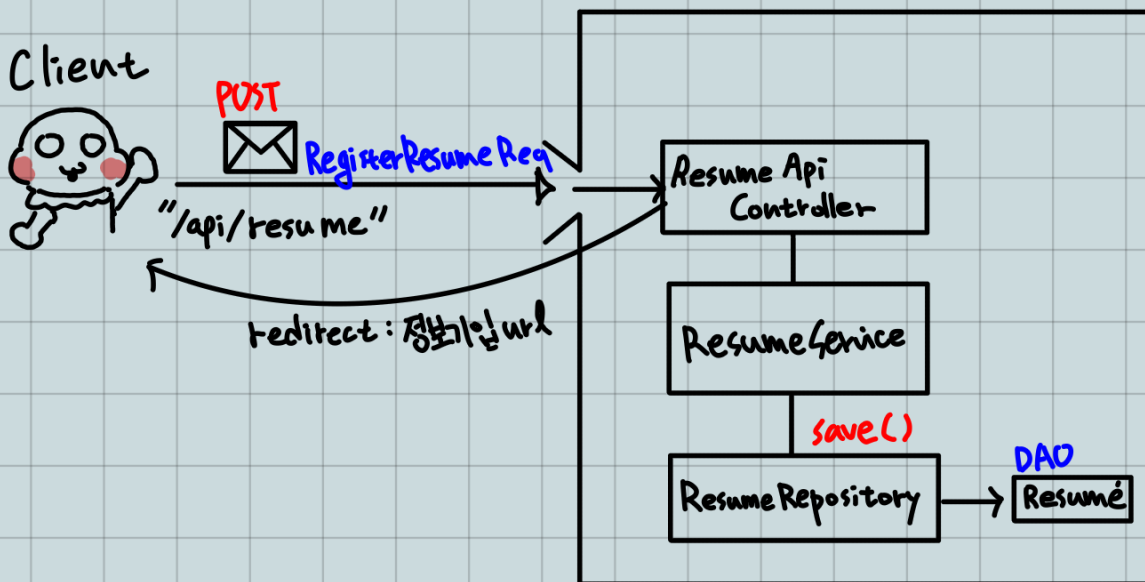 Client
POST
RegisterResumeReq
"/api/resume"
redirect : 정보기입url
Resume Api
Controller
ResumeService
save()
ResumeRepository
DAO
Resumé